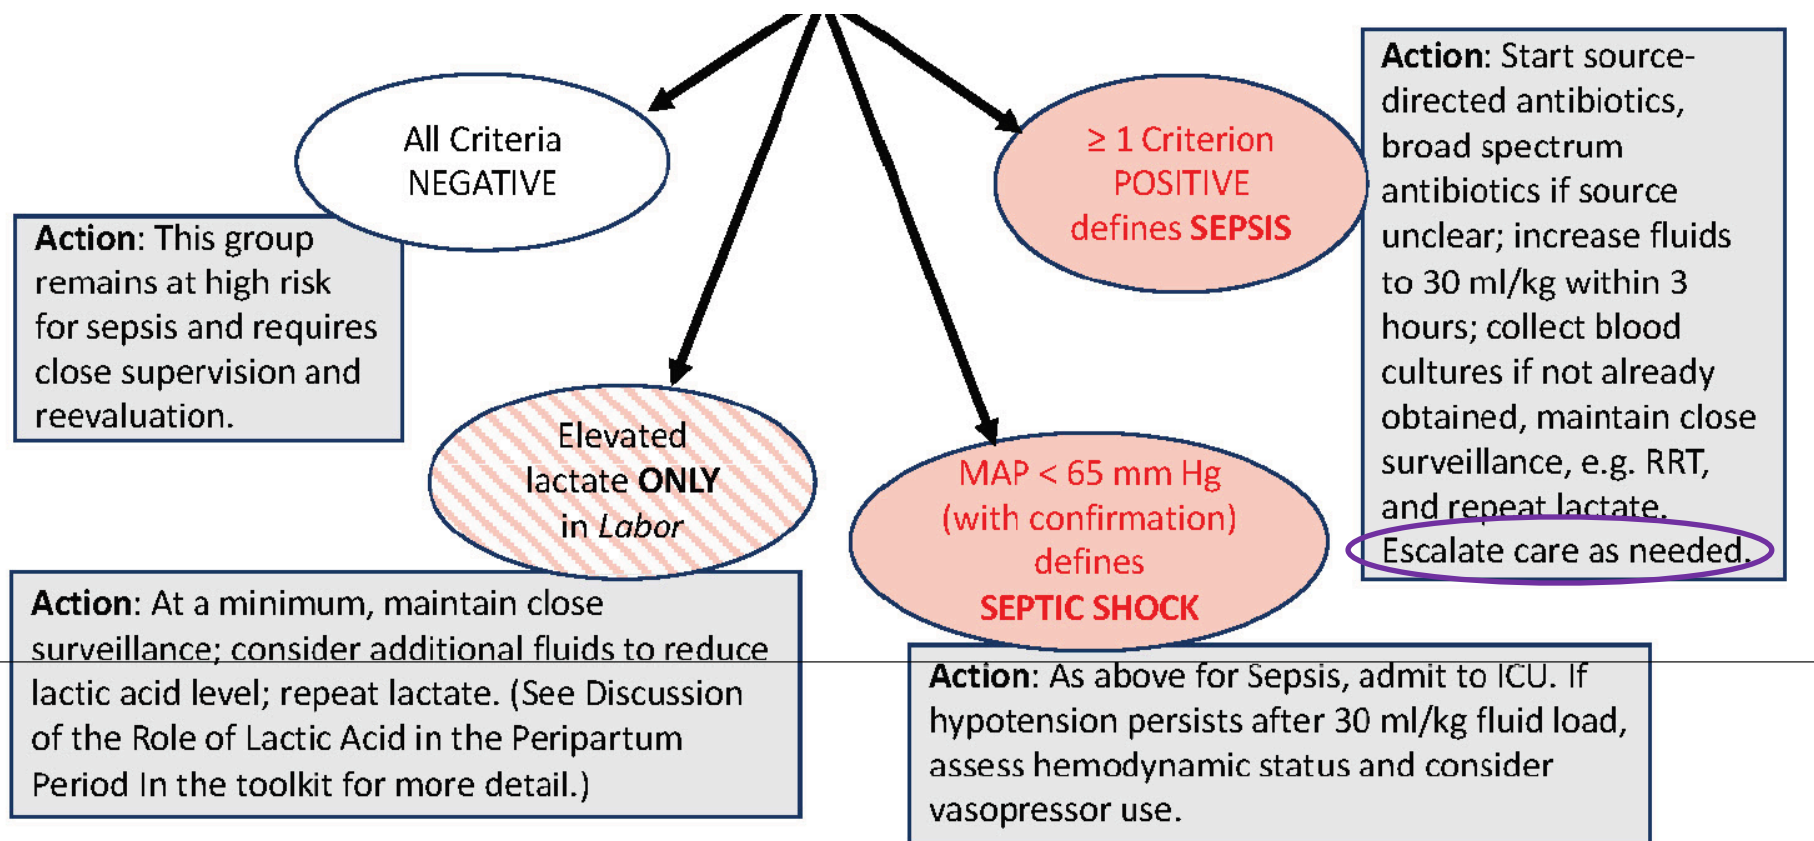 All Criteria
NEGATIVE
Action: This group
remains at high risk
for sepsis and requires
close supervision and
reevaluation.
≥ 1 Criterion
POSITIVE
defines SEPSIS
Action: Start source-
directed antibiotics,
broad spectrum
antibiotics if source
unclear; increase fluids
to 30 ml/kg within 3
hours; collect blood
cultures if not already
obtained, maintain close
surveillance, e.g. RRT,
and repeat lactate.
Escalate care as needed.
Elevated
lactate ONLY
in Labor
Action: At a minimum, maintain close
surveillance; consider additional fluids to reduce
lactic acid level; repeat lactate. (See Discussion
of the Role of Lactic Acid in the Peripartum
Period In the toolkit for more detail.)
MAP < 65 mm Hg
(with confirmation)
defines
SEPTIC SHOCK
Action: As above for Sepsis, admit to ICU. If
hypotension persists after 30 ml/kg fluid load,
assess hemodynamic status and consider
vasopressor use.